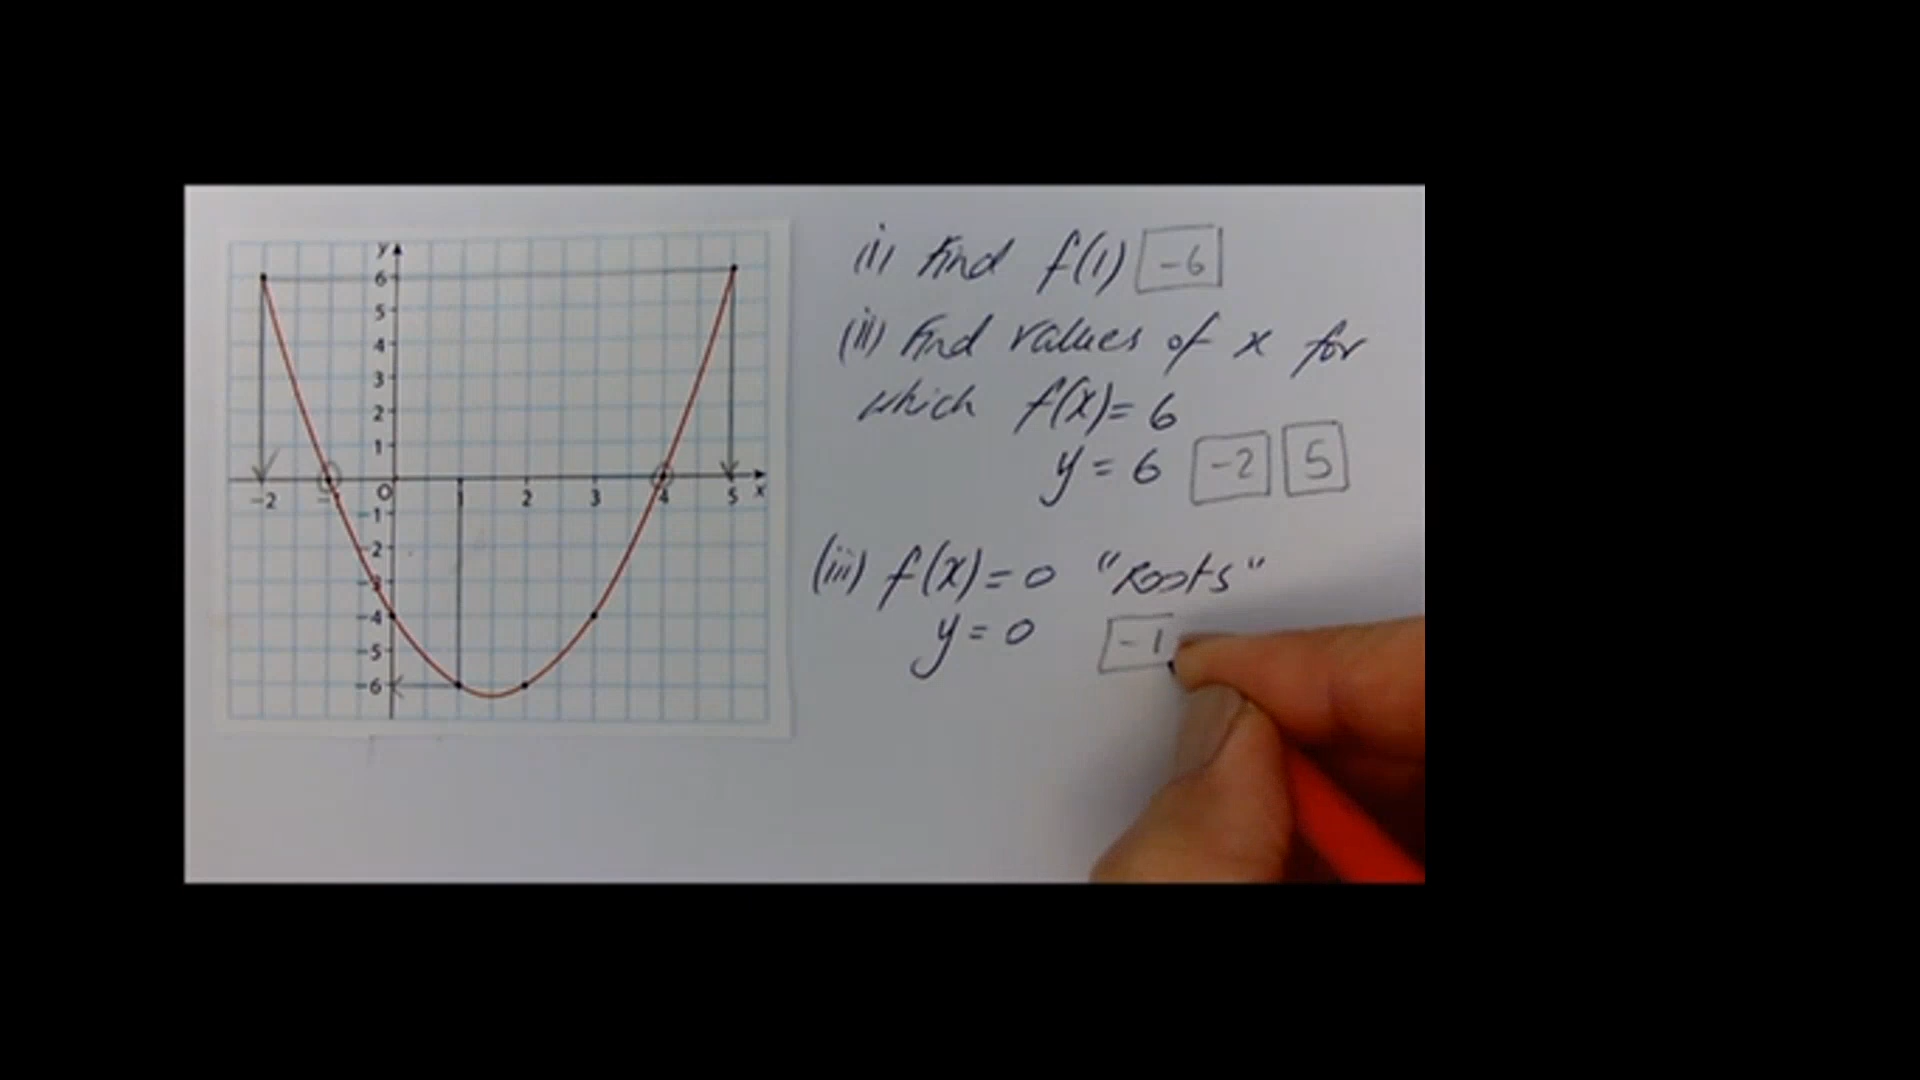 y
6
5
4
3
2
1
-2 O 1 2 3 4 5 x
-1
-2
-3
-4
-5
-6
(i) Find f(1) -6
(ii) Find values of x for
which f(x)= 6
y = 6 -2 5
(iii) f(x)=0 "Roots"
y = 0 -1